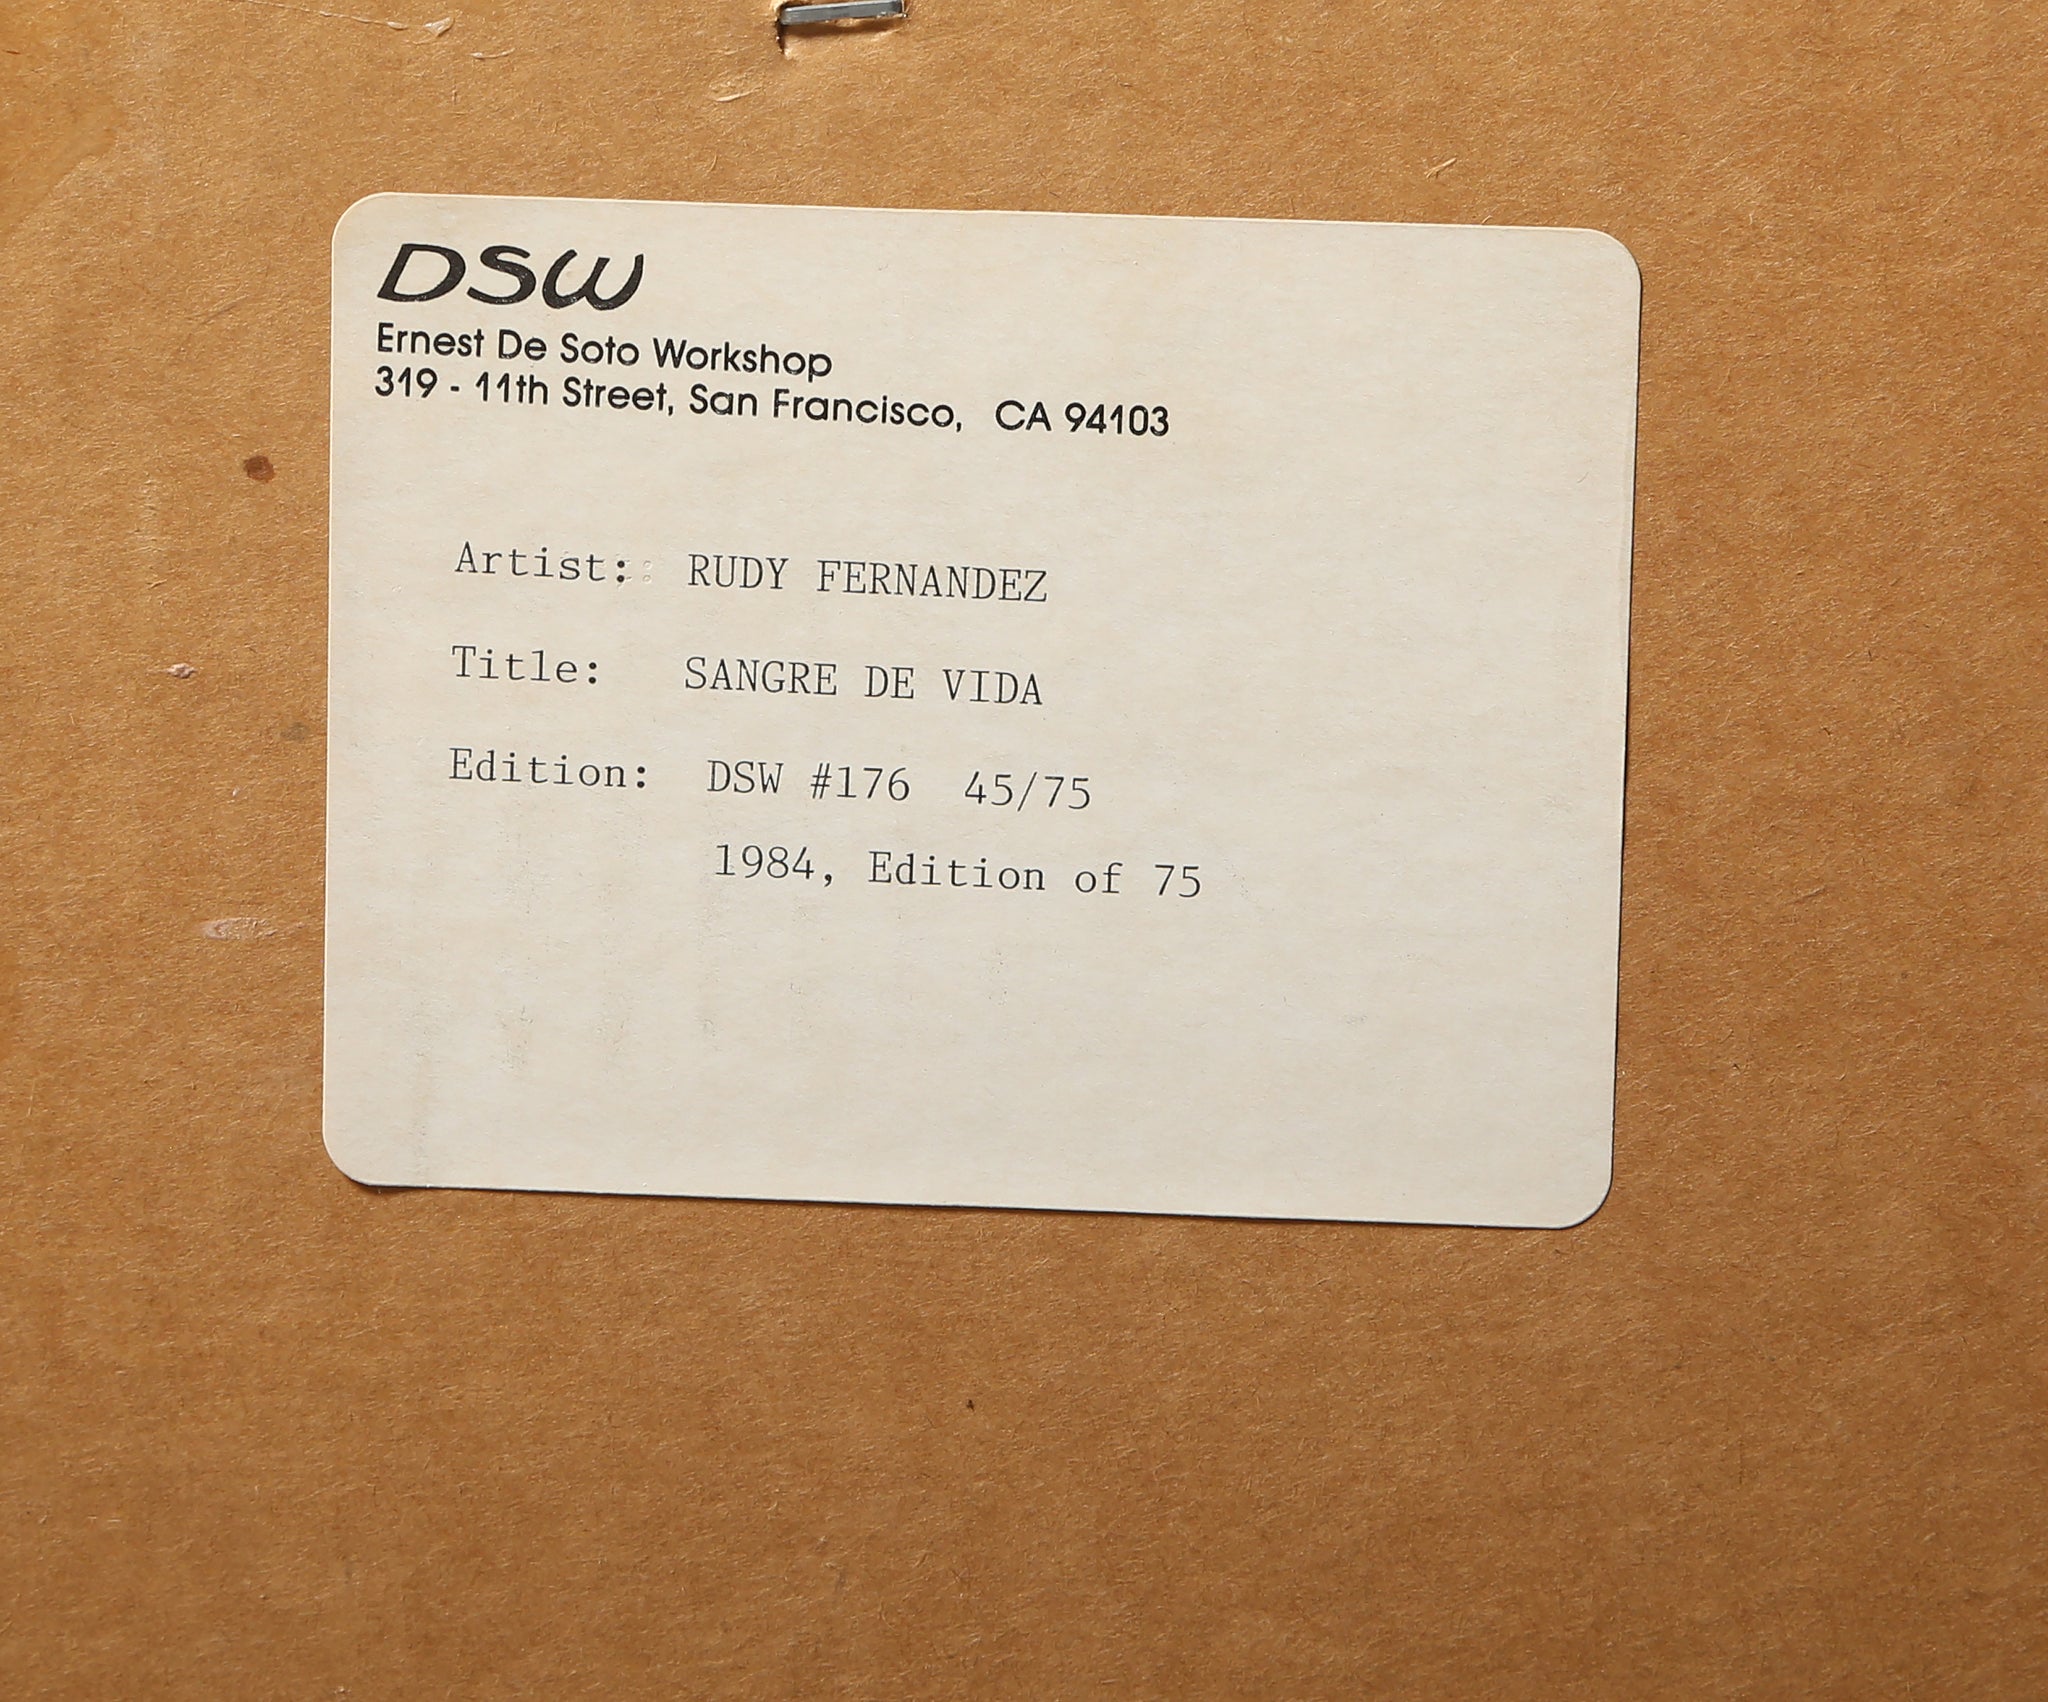 DSW
Ernest De Soto Workshop
319 - 11th Street, San Francisco, CA 94103
Artist: RUDY FERNANDEZ
Title: SANGRE DE VIDA
Edition: DSW #176 45/75
1984, Edition of 75